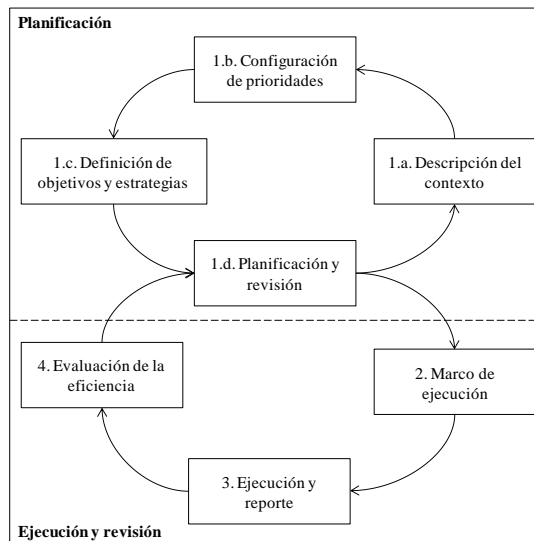 Planificación
1.b. Configuración
de prioridades
1.c. Definición de
objetivos y estrategias
1.a. Descripción del
contexto
1.d. Planificación y
revisión
4. Evaluación de la
eficiencia
2. Marco de
ejecución
3. Ejecución y
reporte
Ejecución y revisión